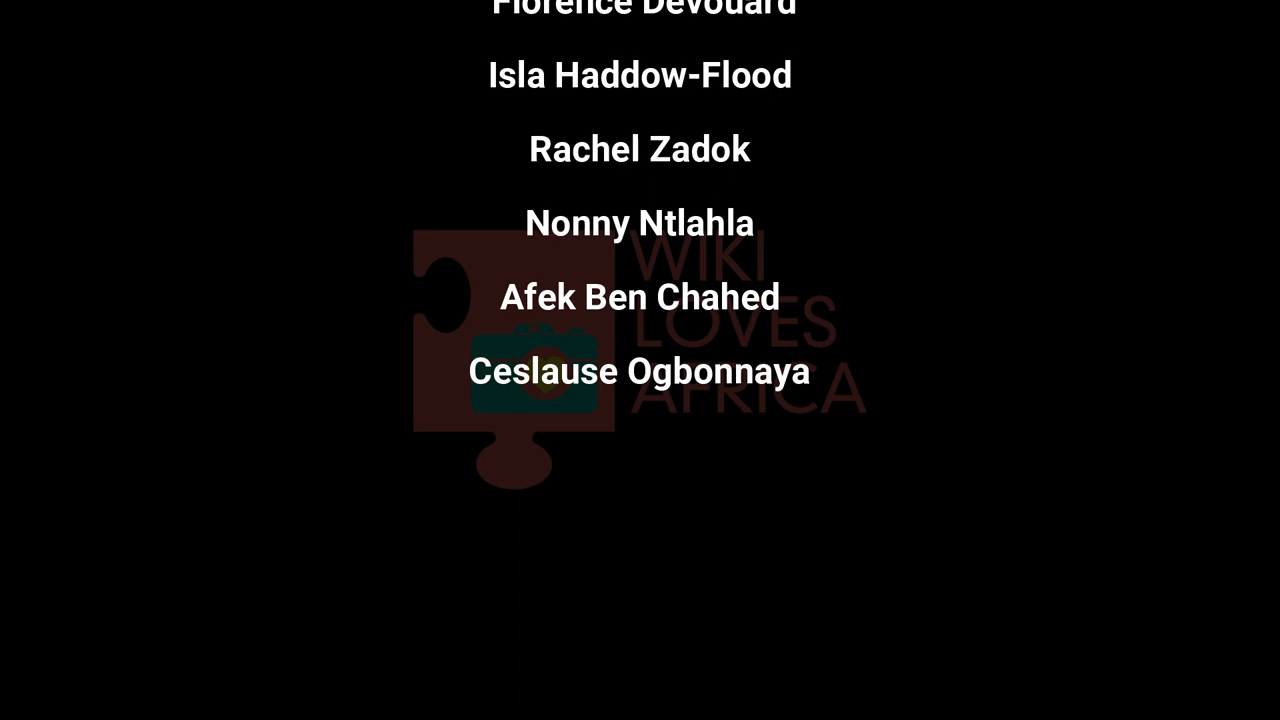 Florence Devouard
Isla Haddow-Flood
Rachel Zadok
Nonny Ntlahla
Afek Ben Chahed
Ceslause Ogbonnaya
WIKI
LOVES
AFRICA